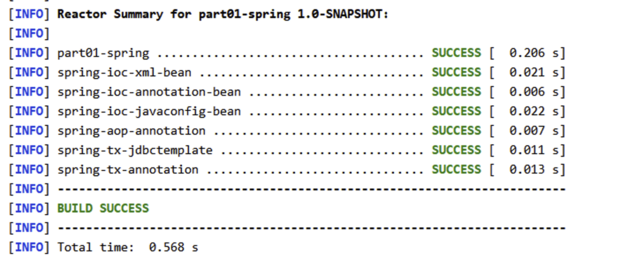 [INFO] Reactor Summary for part01-spring 1.0-SNAPSHOT:
[INFO]
[INFO] part01-spring ..................................... SUCCESS [  0.206 s]
[INFO] spring-ioc-xml-bean ............................... SUCCESS [  0.021 s]
[INFO] spring-ioc-annotation-bean ........................ SUCCESS [  0.006 s]
[INFO] spring-ioc-javaconfig-bean ........................ SUCCESS [  0.022 s]
[INFO] spring-aop-annotation ............................. SUCCESS [  0.007 s]
[INFO] spring-tx-jdbctemplate ............................ SUCCESS [  0.011 s]
[INFO] spring-tx-annotation .............................. SUCCESS [  0.013 s]
[INFO] ------------------------------------------------------------------------
[INFO] BUILD SUCCESS
[INFO] ------------------------------------------------------------------------
[INFO] Total time:  0.568 s